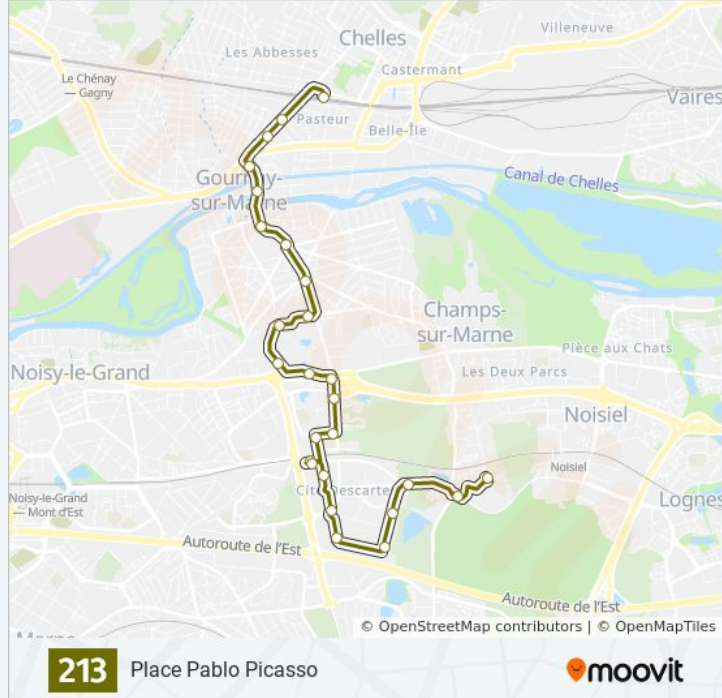 Villeneuve
Chelles
Les Abbesses
Castermant
Le Chénay
— Gagny
Vaires
Pasteur
Belle-Île
Gournay-
sur-Marne
Canal de Chelles
Champs-
sur-Marne
Pièce aux Chats
Noisy-le-Grand
Les Deux Parcs
Noisiel
Noisiel
Cité Descartes
Noisy-le-Grand
— Mont d'Est
Lognes
Autoroute de l'Est
Autoroute de l'Est
© OpenStreetMap contributors | © OpenMapTiles
213 Place Pablo Picasso
moovit